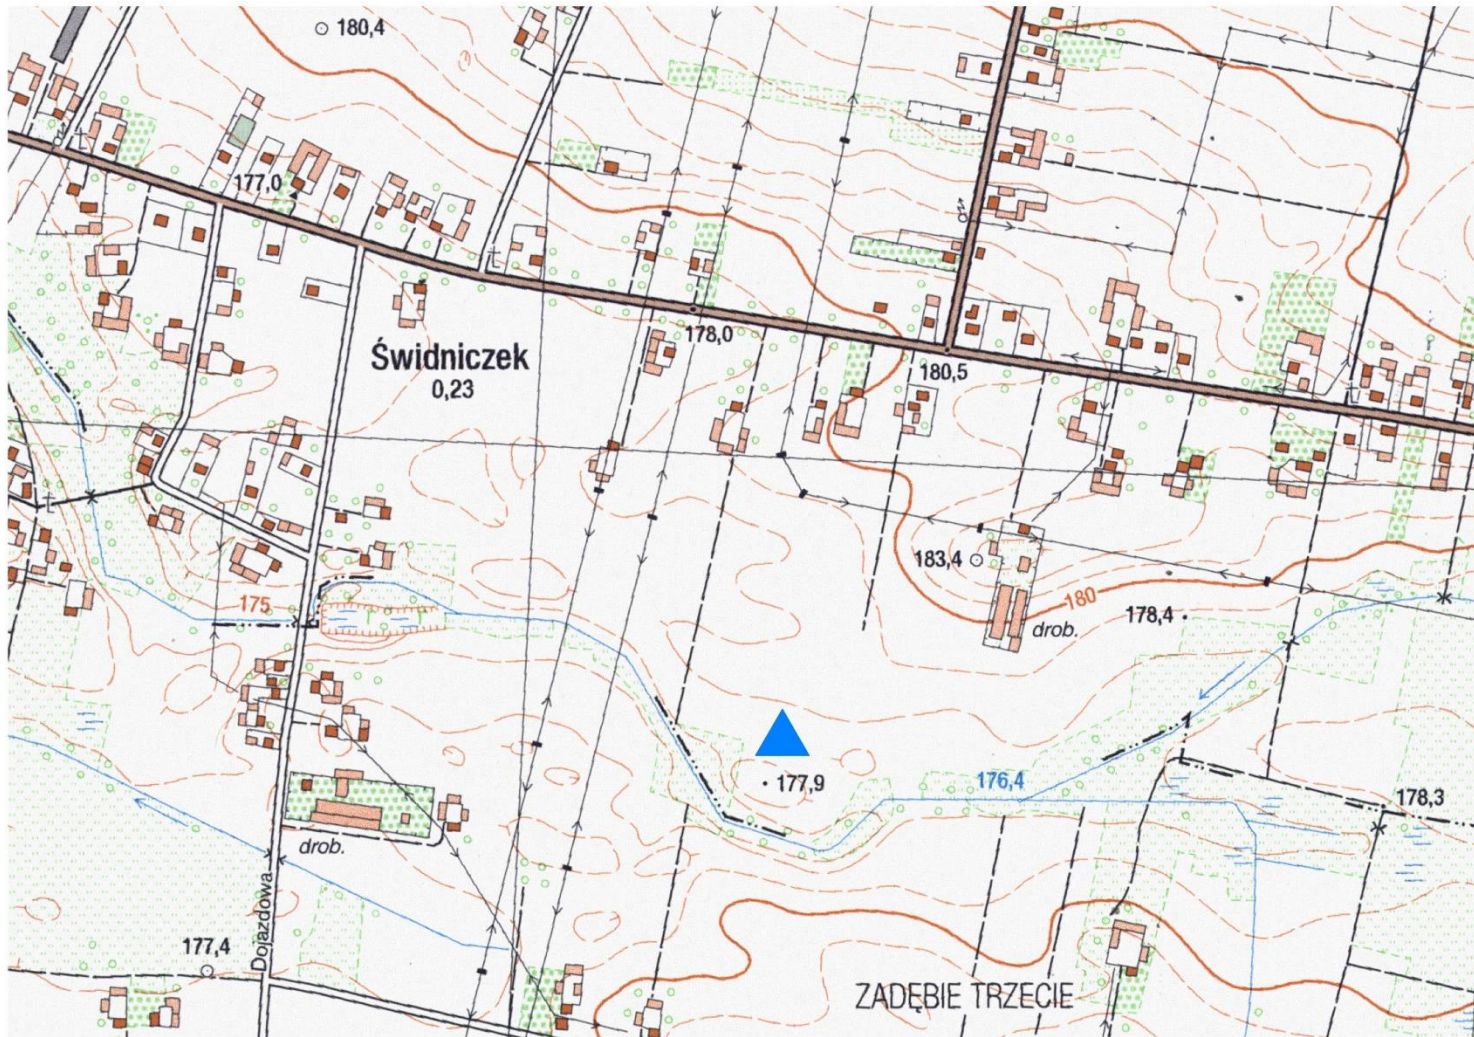 180,4
177,0
178,0
Świdniczek
0,23
180,5
183,4
175
180
178,4
drob.
177,9
176,4
178,3
drob.
Dojazdowa
177,4
ZADĘBIE TRZECIE